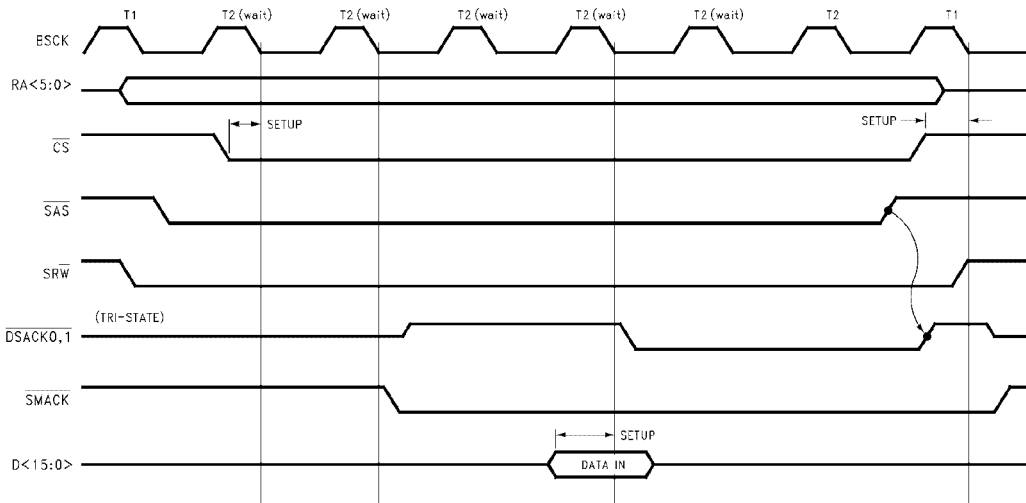 T1 T2 (wait) T2 (wait) T2 (wait) T2 (wait) T2 (wait) T2 T1
BSCK
RA<5:0>
SETUP SETUP
CS
SAS
SRW
(TRI-STATE)
DSACK0,1
SMACK
SETUP
D<15:0> DATA IN